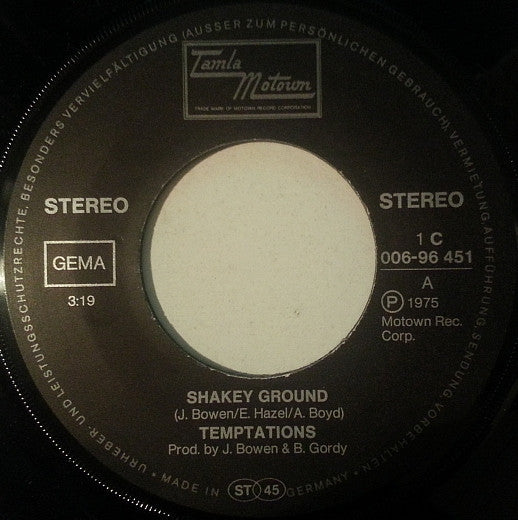 URHEBER- UND LEISTUNGSSCHUTZRECHTE, BESONDERS VERVIELFÄLTIGUNG (AUSSER ZUM PERSÖNLICHEN GEBRAUCH), VERMIETUNG, AUFFÜHRUNG, SENDUNG, VORBEHALTEN
Tamla
Motown
TRADE MARK OF MOTOWN RECORD CORPORATION
STEREO
STEREO
GEMA
3:19
1 C
006-96 451
A
Ⓟ 1975
Motown Rec.
Corp.
SHAKEY GROUND
(J. Bowen/E. Hazel/A. Boyd)
TEMPTATIONS
Prod. by J. Bowen & B. Gordy
• MADE IN ST 45 GERMANY •